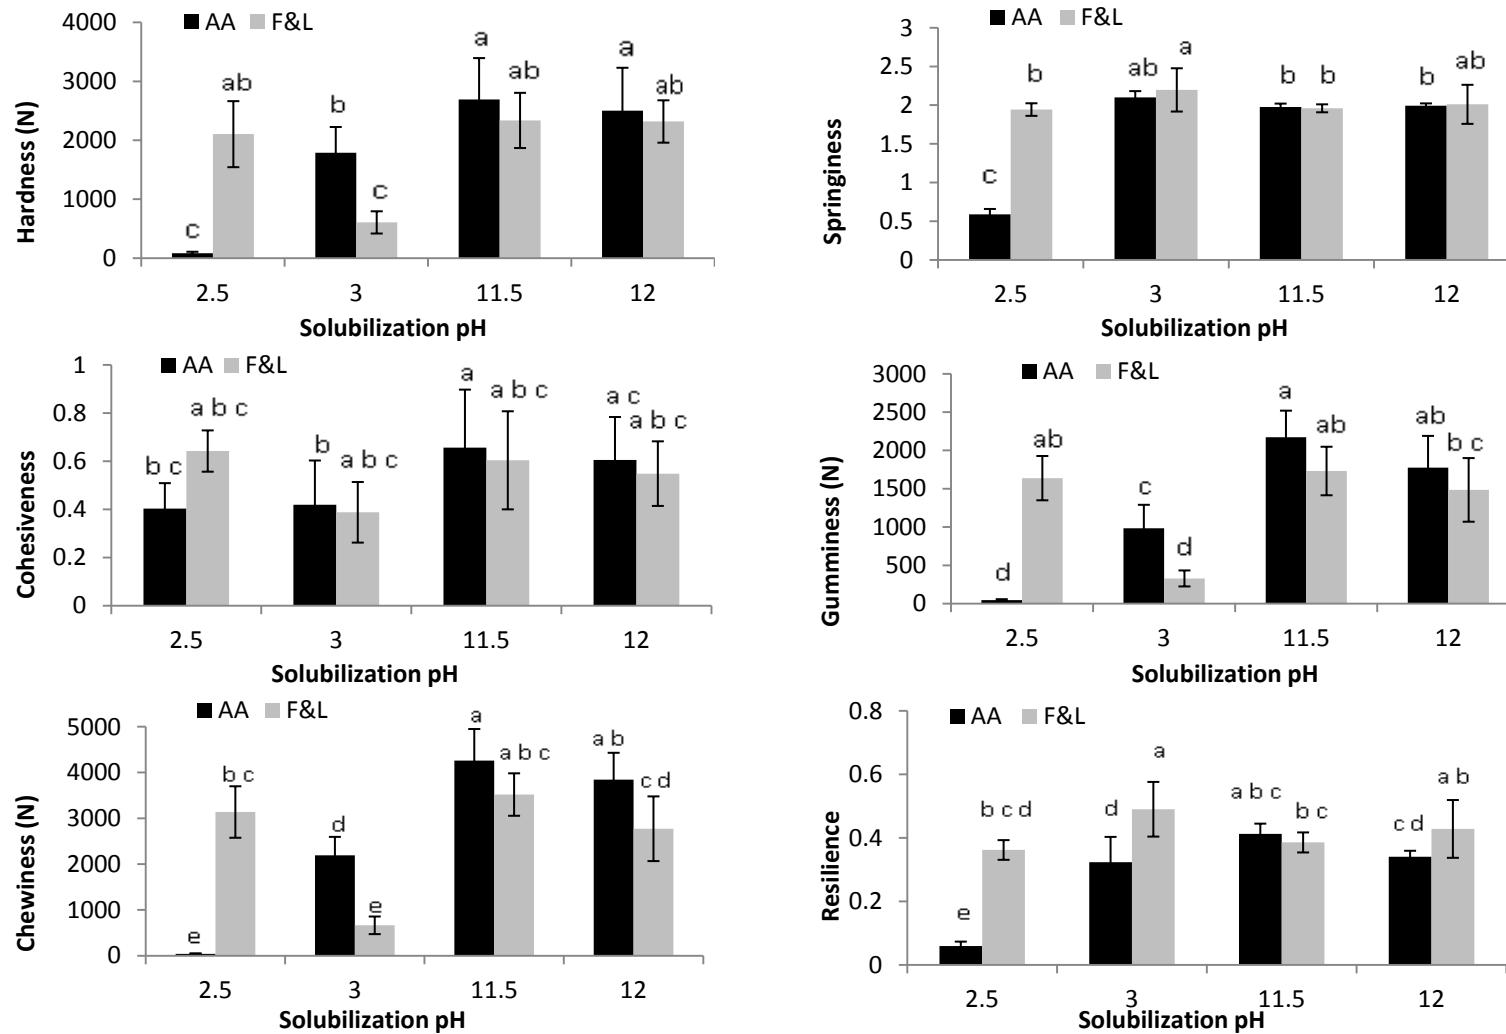 AA F&L
Hardness (N)
4000
3000
2000
1000
0
c ab b c a ab a ab
2.5 3 11.5 12
Solubilization pH
AA F&L
Springiness
3
2.5
2
1.5
1
0.5
0
c b ab a b b b ab
2.5 3 11.5 12
Solubilization pH
AA F&L
Cohesiveness
1
0.8
0.6
0.4
0.2
0
b c a b c b a b c a a b c a c a b c
2.5 3 11.5 12
Solubilization pH
AA F&L
Gumminess (N)
3000
2500
2000
1500
1000
500
0
d ab c d a ab ab b c
2.5 3 11.5 12
Solubilization pH
AA F&L
Chewiness (N)
5000
4000
3000
2000
1000
0
e b c d e a a b c a b c d
2.5 3 11.5 12
Solubilization pH
AA F&L
Resilience
0.8
0.6
0.4
0.2
0
e b c d d a a b c b c c d a b
2.5 3 11.5 12
Solubilization pH